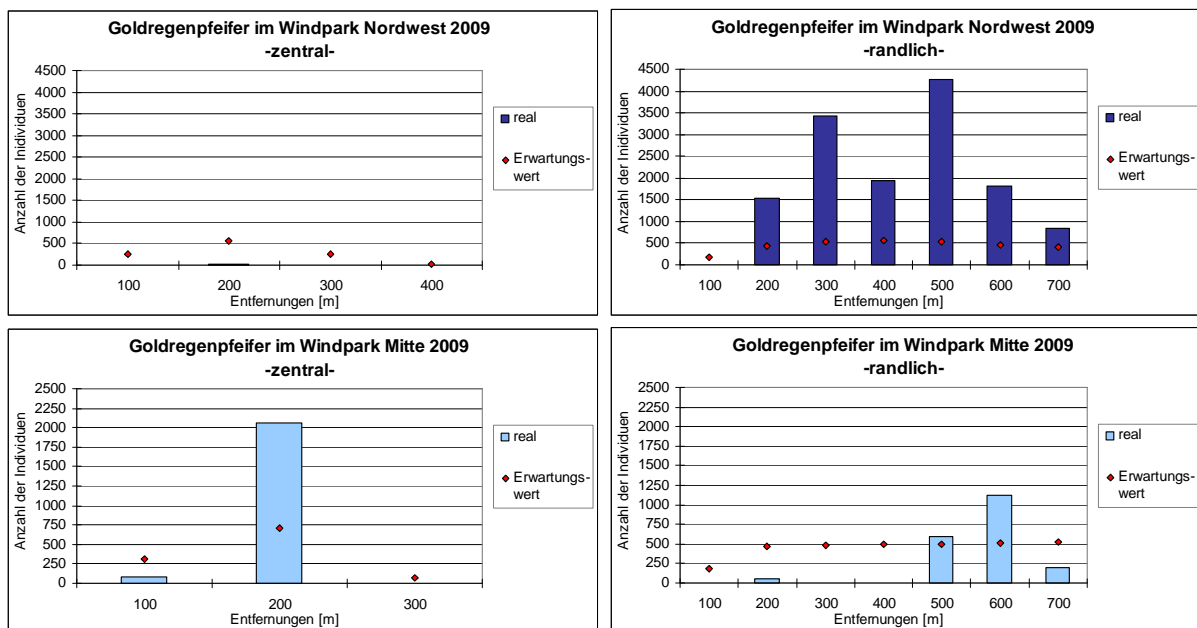 Goldregenpfeifer im Windpark Nordwest 2009
-zentral-
4500
4000
3500
3000
2500
2000
1500
1000
500
0
Anzahl der Inidividuen
100 200 300 400
Entfernungen [m]
real
Erwartungs-
wert
Goldregenpfeifer im Windpark Nordwest 2009
-randlich-
4500
4000
3500
3000
2500
2000
1500
1000
500
0
Anzahl der Inidividuen
100 200 300 400 500 600 700
Entfernungen [m]
real
Erwartungs-
wert
Goldregenpfeifer im Windpark Mitte 2009
-zentral-
2500
2250
2000
1750
1500
1250
1000
750
500
250
0
Anzahl der Individuen
100 200 300
Entfernungen [m]
real
Erwartungs-
wert
Goldregenpfeifer im Windpark Mitte 2009
-randlich-
2500
2250
2000
1750
1500
1250
1000
750
500
250
0
Anzahl der Individuen
100 200 300 400 500 600 700
Entfernungen [m]
real
Erwartungs-
wert